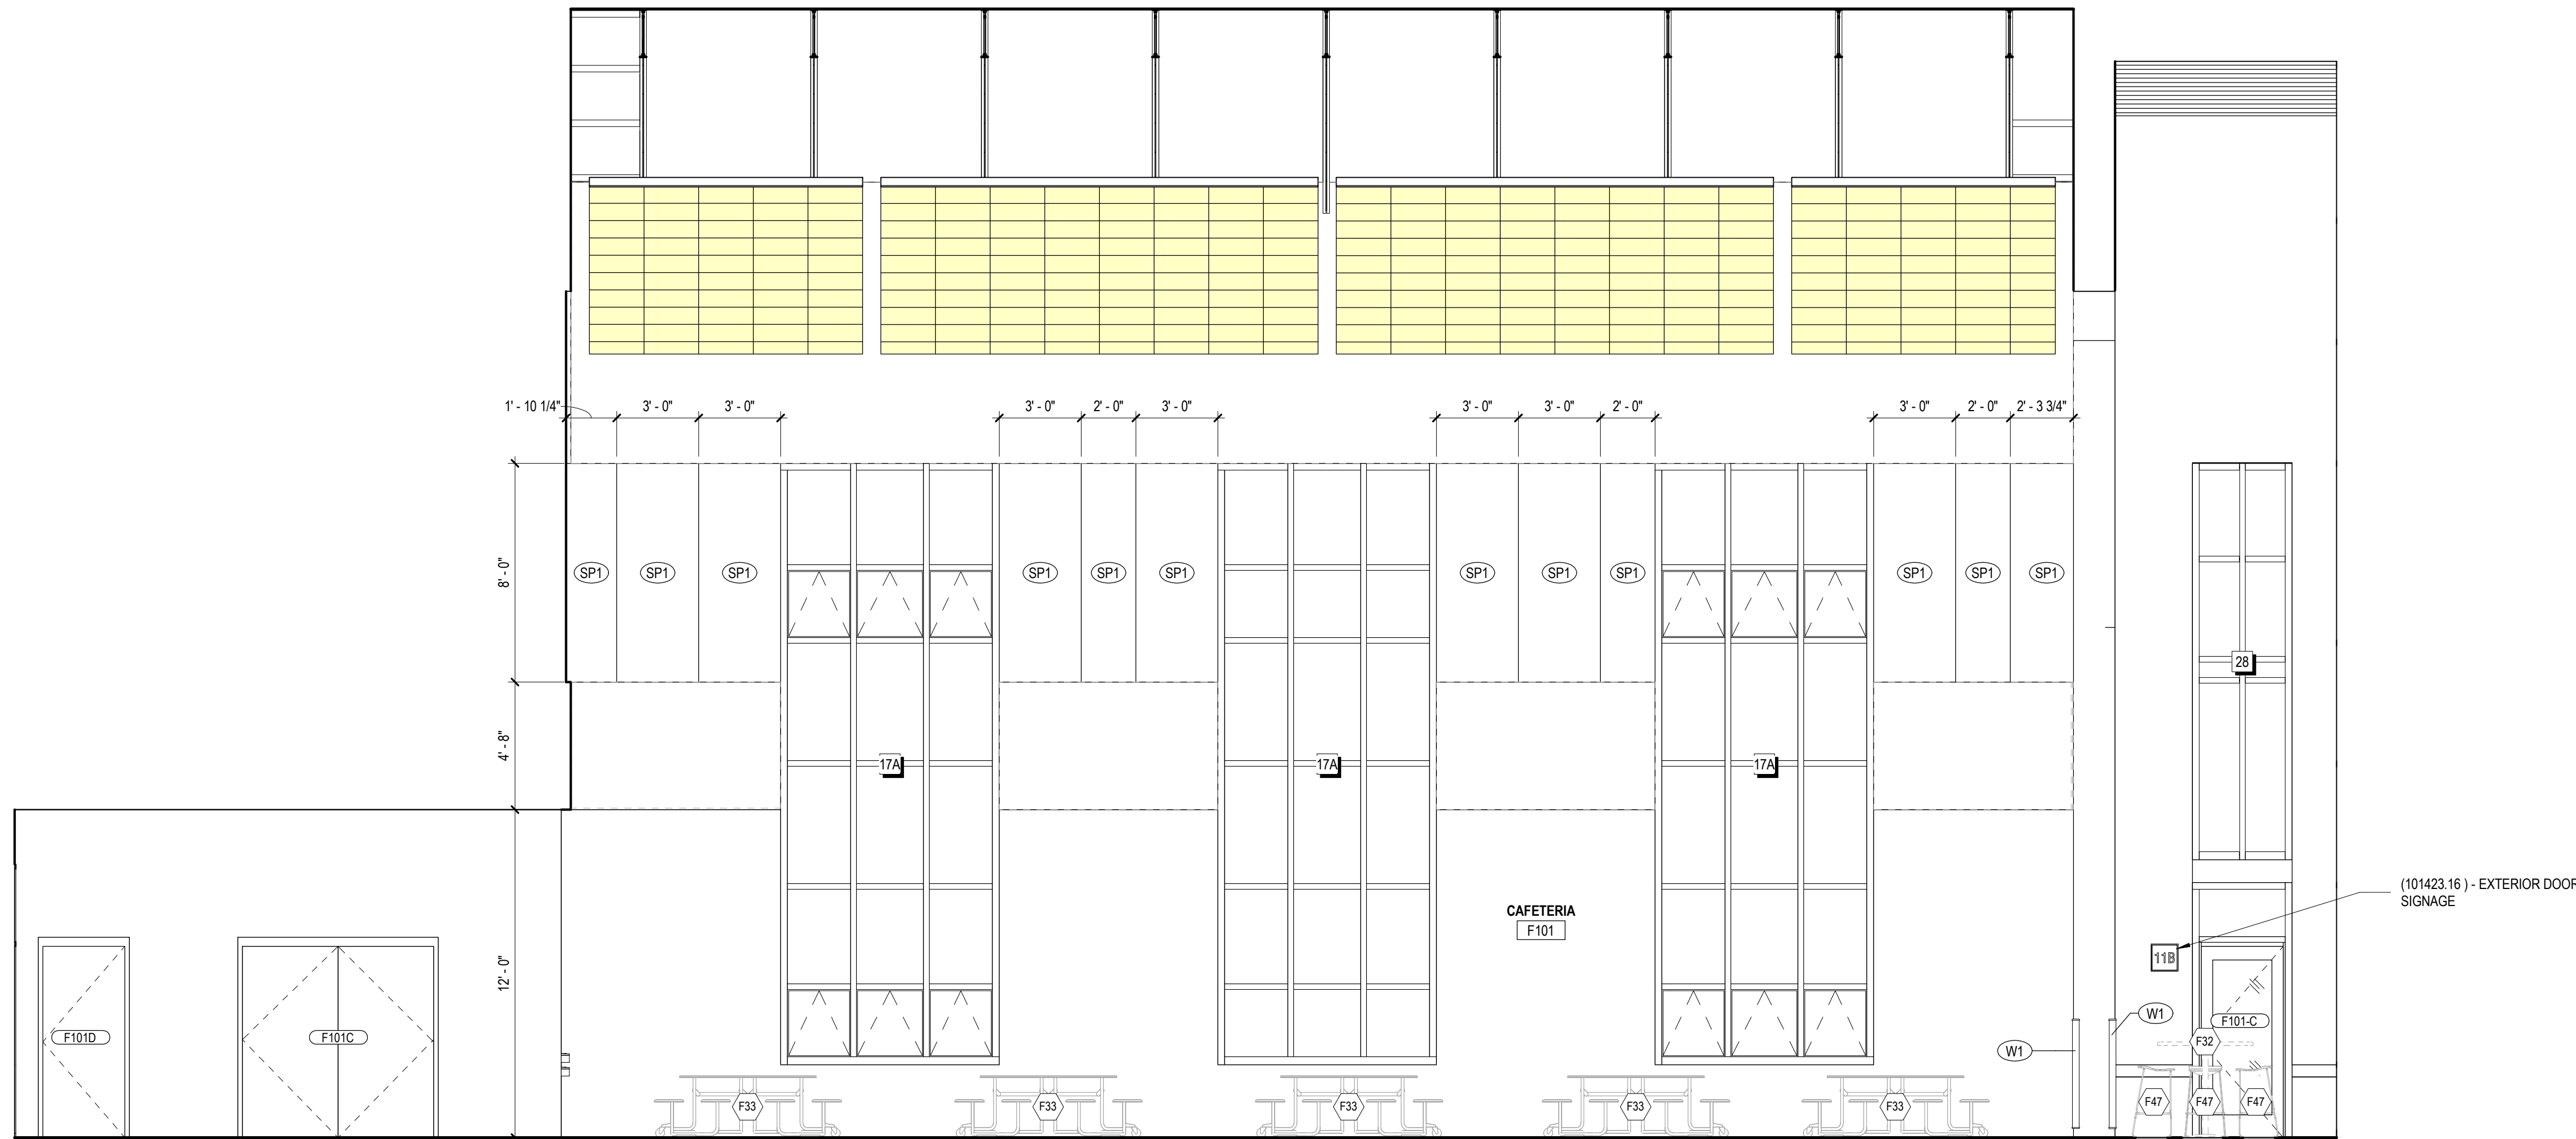 1' - 10 1/4"
3' - 0"
3' - 0"
3' - 0"
2' - 0"
3' - 0"
3' - 0"
3' - 0"
2' - 0"
3' - 0"
2' - 0"
2' - 3 3/4"
8' - 0"
SP1
SP1
SP1
SP1
SP1
SP1
SP1
SP1
SP1
SP1
SP1
SP1
28
4' - 8"
17A
17A
17A
(101423.16 ) - EXTERIOR DOOR
SIGNAGE
CAFETERIA
F101
11B
12' - 0"
F101D
F101C
W1
W1
F101-C
F32
F33
F33
F33
F33
F33
F47
F47
F47